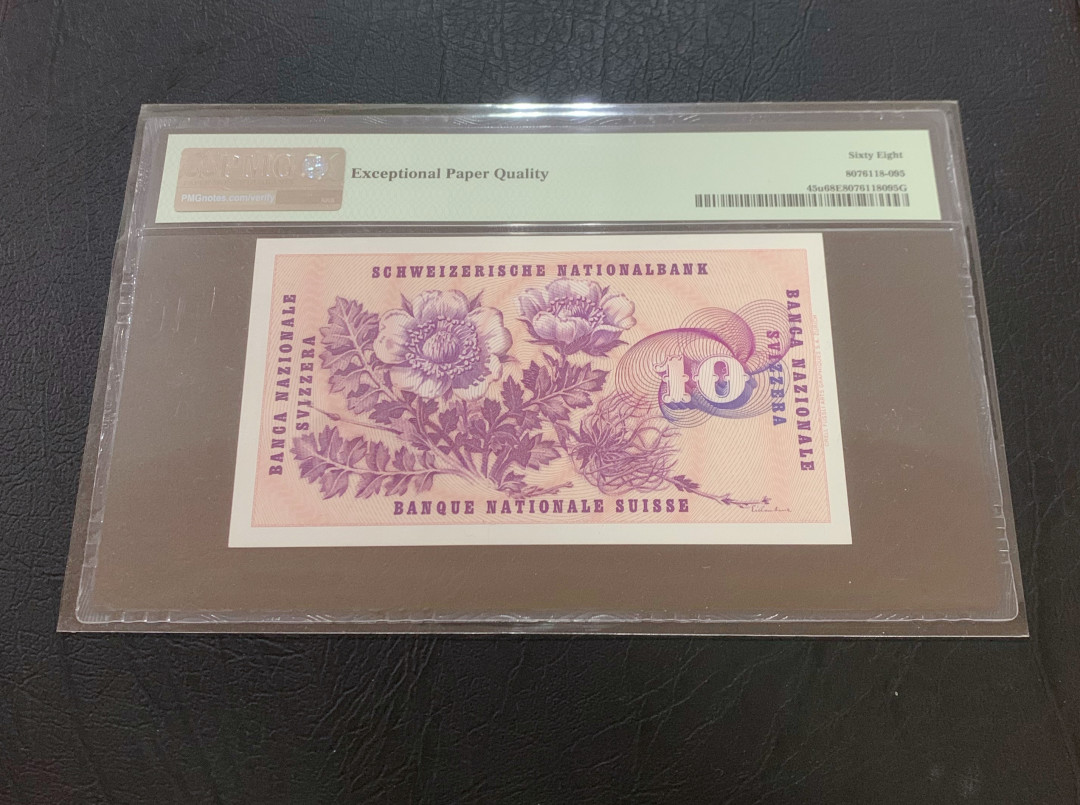 PMG
PMGnotes.com/verify
Exceptional Paper Quality
Sixty Eight
8076118-095
45u68E8076118095G
SCHWEIZERISCHE NATIONALBANK
BANCA NAZIONALE
SVIZZERA
10
BANCA NAZIONALE
SVIZZERA
BANQUE NATIONALE SUISSE